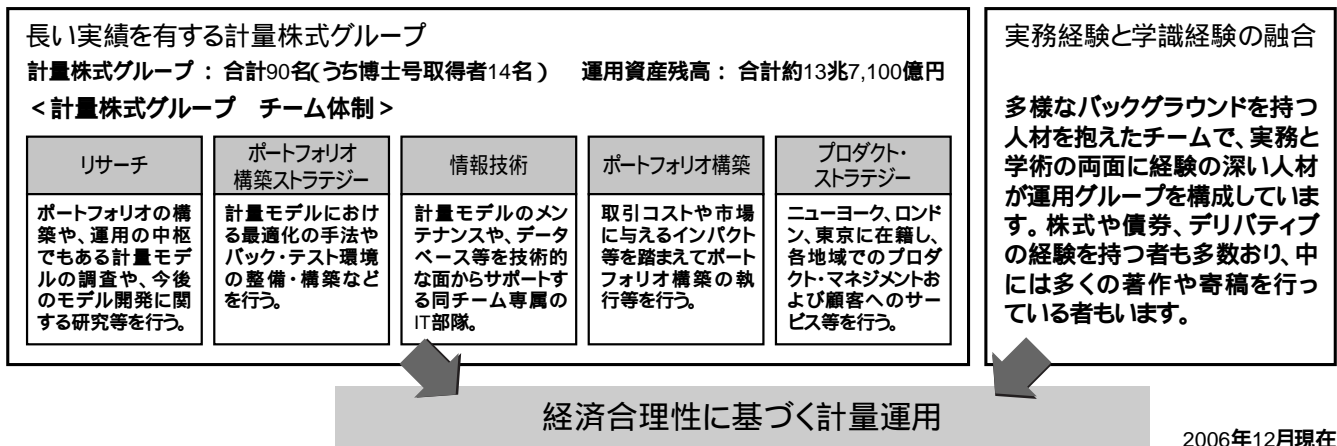 長い実績を有する計量株式グループ
計量株式グループ : 合計90名(うち博士号取得者14名) 運用資産残高 : 合計約13兆7,100億円
<計量株式グループ チーム体制>
リサーチ
ポートフォリオの構
築や、運用の中枢
でもある計量モデ
ルの調査や、今後
のモデル開発に関
する研究等を行う。
ポートフォリオ
構築ストラテジー
計量モデルにおけ
る最適化の手法や
バック・テスト環境
の整備・構築など
を行う。
情報技術
計量モデルのメン
テナンスや、データ
ベース等を技術的
な面からサポートす
る同チーム専属の
IT部隊。
ポートフォリオ構築
取引コストや市場
に与えるインパクト
等を踏まえてポート
フォリオ構築の執
行等を行う。
プロダクト・
ストラテジー
ニューヨーク、ロンド
ン、東京に在籍し、
各地域でのプロダ
クト・マネジメントお
よび顧客へのサー
ビス等を行う。
実務経験と学識経験の融合
多様なバックグラウンドを持つ
人材を抱えたチームで、実務と
学術の両面に経験の深い人材
が運用グループを構成していま
す。株式や債券、デリバティブ
の経験を持つ者も多数おり、中
には多くの著作や寄稿を行っ
ている者もいます。
経済合理性に基づく計量運用
2006年12月現在